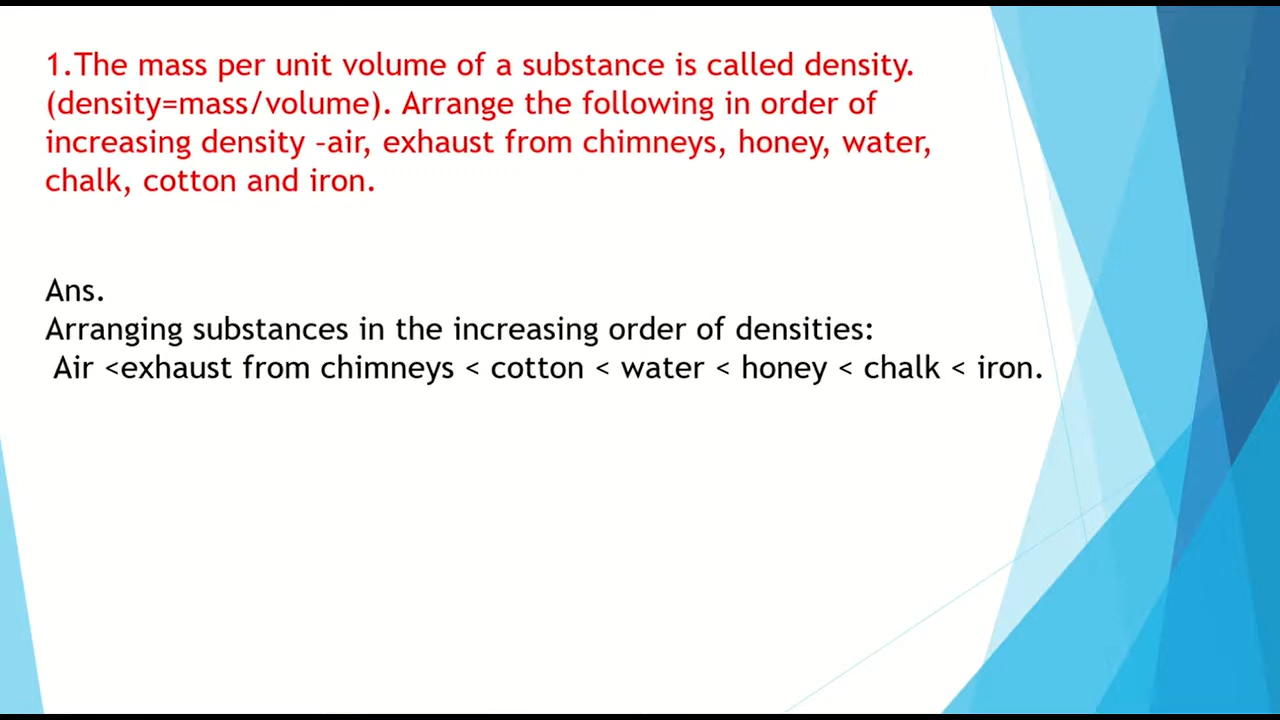 1.The mass per unit volume of a substance is called density.
(density=mass/volume). Arrange the following in order of
increasing density –air, exhaust from chimneys, honey, water,
chalk, cotton and iron.
Ans.
Arranging substances in the increasing order of densities:
Air <exhaust from chimneys < cotton < water < honey < chalk < iron.